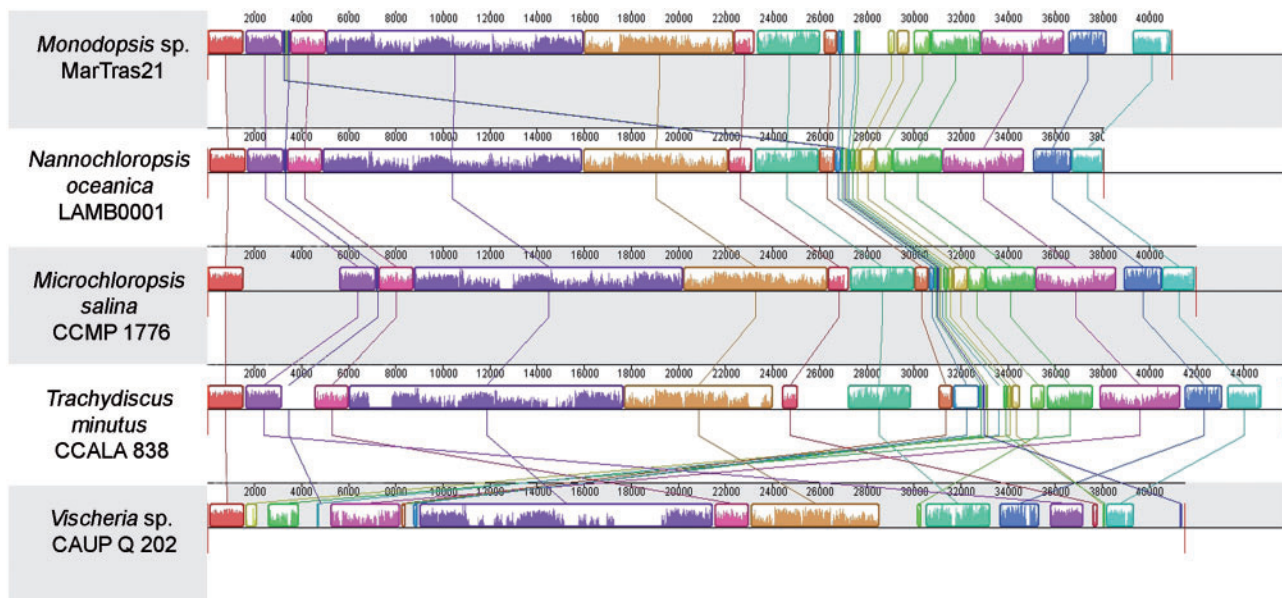 2000 4000 6000 8000 10000 12000 14000 16000 18000 20000 22000 24000 26000 28000 30000 32000 34000 36000 38000 40000
Monodopsis sp.
MarTras21
2000 4000 6000 8000 10000 12000 14000 16000 18000 20000 22000 24000 26000 28000 30000 32000 34000 36000 380
Nannochloropsis
oceanica
LAMB0001
2000 4000 6000 8000 10000 12000 14000 16000 18000 20000 22000 24000 26000 28000 30000 32000 34000 36000 38000 40000
Microchloropsis
salina
CCMP 1776
2000 4000 6000 8000 10000 12000 14000 16000 18000 20000 22000 24000 26000 28000 30000 32000 34000 36000 38000 40000 42000 44000
Trachydiscus
minutus
CCALA 838
2000 4000 6000 8000 10000 12000 14000 16000 18000 20000 22000 24000 26000 28000 30000 32000 34000 36000 38000 40000
Vischeria sp.
CAUP Q 202